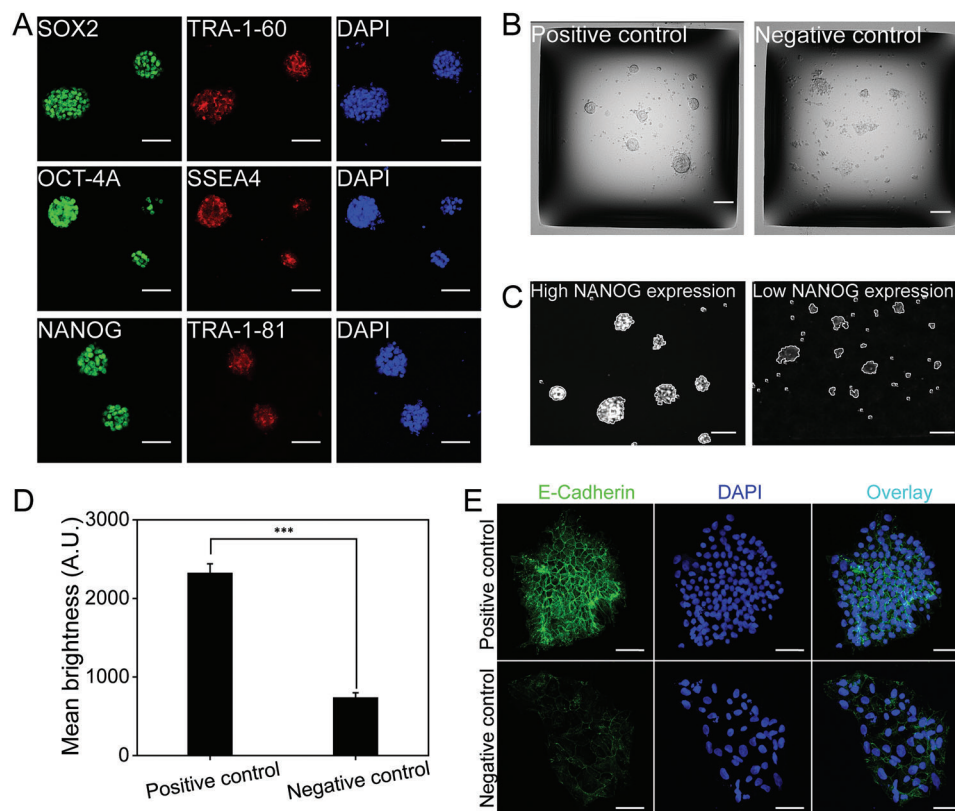 A
SOX2 TRA-1-60 DAPI
OCT-4A SSEA4 DAPI
NANOG TRA-1-81 DAPI
B
Positive control Negative control
C
High NANOG expression Low NANOG expression
D
Mean brightness (A.U.)
3000
2000
1000
0
***
Positive control Negative control
E
E-Cadherin DAPI Overlay
Positive control
Negative control